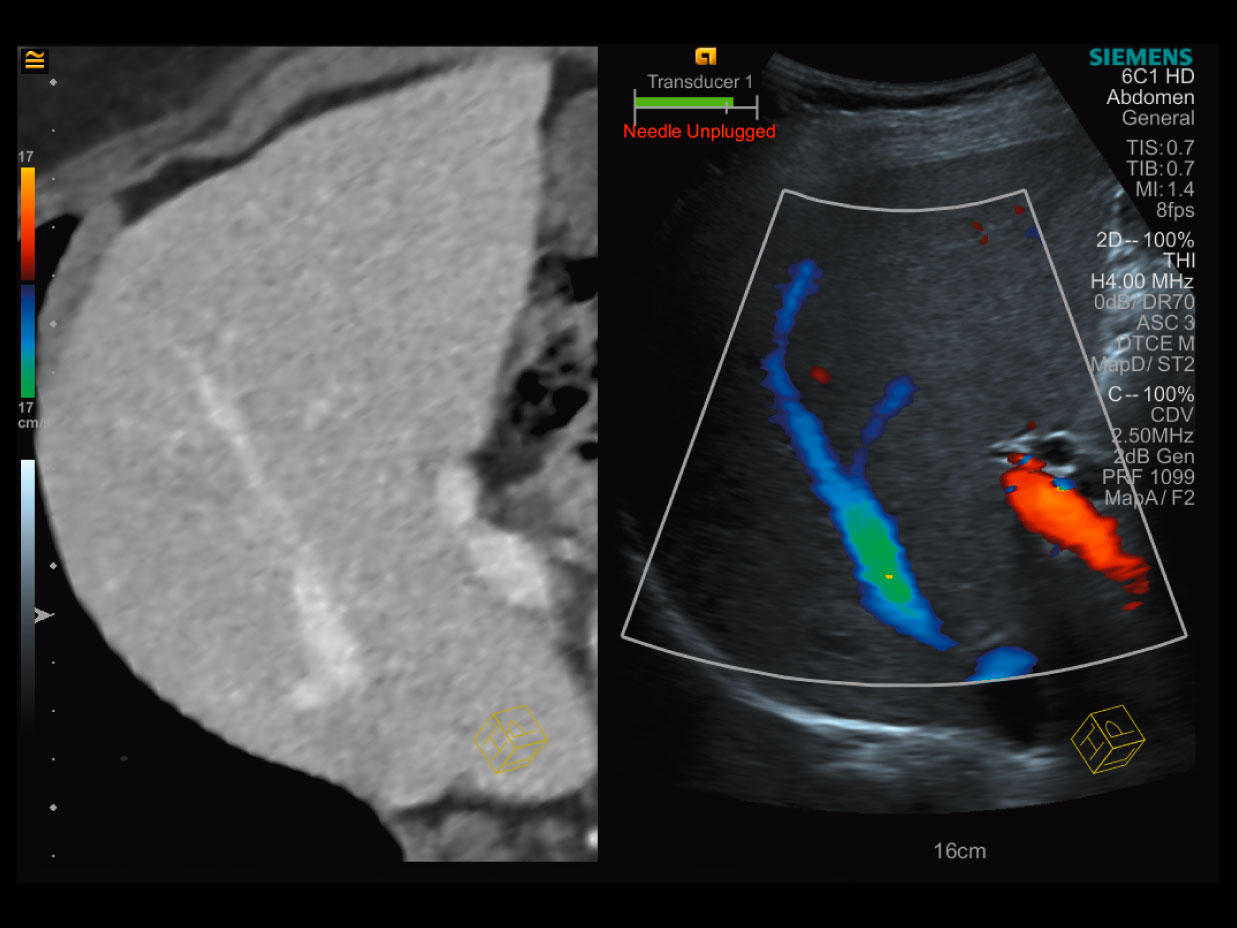 17
17
cm/s
Transducer 1
Needle Unplugged
SIEMENS
6C1 HD
Abdomen
General
TIS:0.7
TIB:0.7
MI:1.4
8fps
2D-- 100%
THI
H4.00 MHz
0dB/DR70
ASC 3
DTCE M
MapD/ ST2
C-- 100%
CDV
2.50MHz
2dB Gen
PRF 1099
MapA / F2
16cm